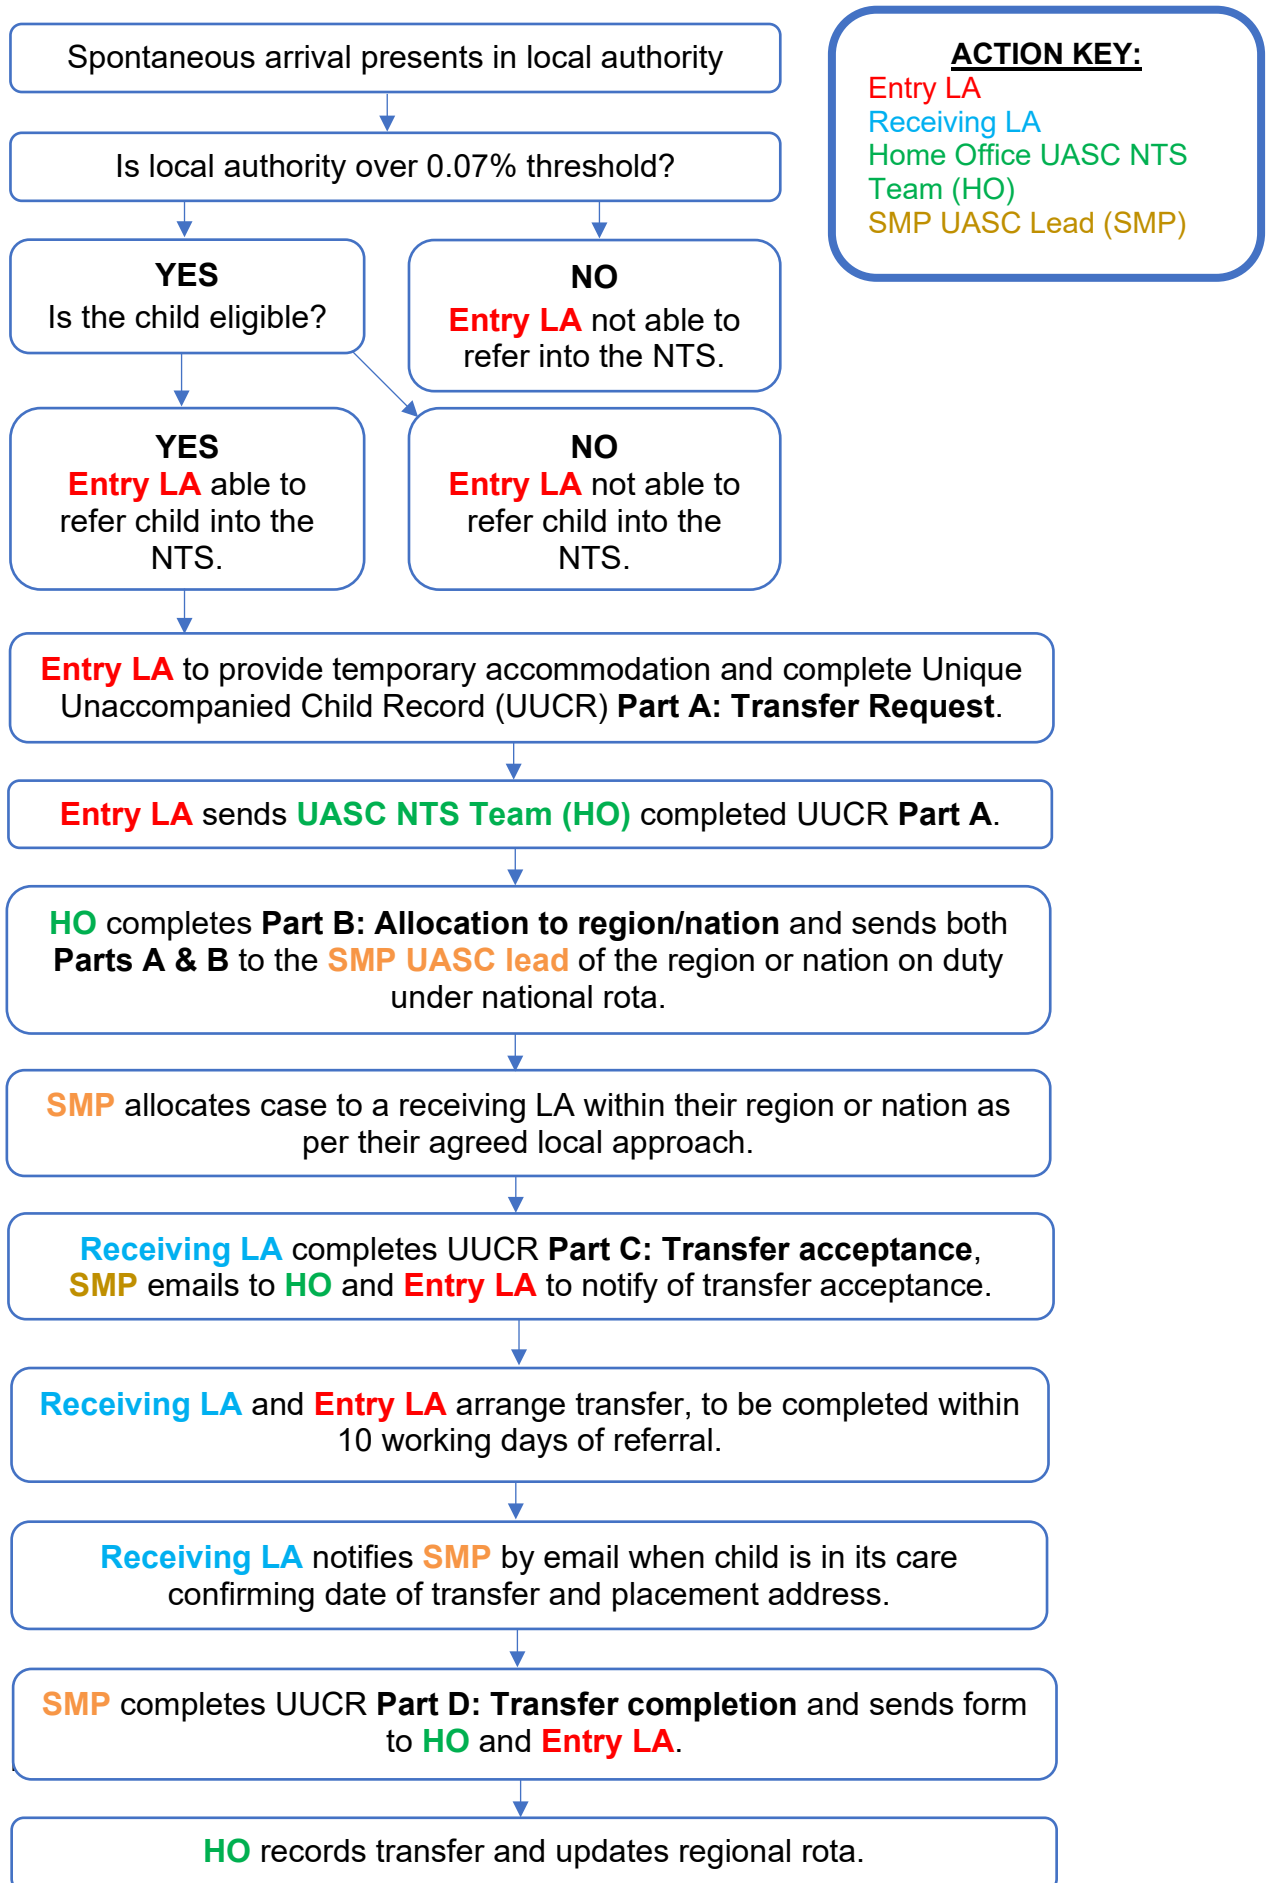 Spontaneous arrival presents in local authority
ACTION KEY:
Entry LA
Receiving LA
Home Office UASC NTS
Team (HO)
SMP UASC Lead (SMP)
Is local authority over 0.07% threshold?
YES
Is the child eligible?
NO
Entry LA not able to
refer into the NTS.
YES
Entry LA able to
refer child into the
NTS.
NO
Entry LA not able to
refer child into the
NTS.
Entry LA to provide temporary accommodation and complete Unique
Unaccompanied Child Record (UUCR) Part A: Transfer Request.
Entry LA sends UASC NTS Team (HO) completed UUCR Part A.
HO completes Part B: Allocation to region/nation and sends both
Parts A & B to the SMP UASC lead of the region or nation on duty
under national rota.
SMP allocates case to a receiving LA within their region or nation as
per their agreed local approach.
Receiving LA completes UUCR Part C: Transfer acceptance,
SMP emails to HO and Entry LA to notify of transfer acceptance.
Receiving LA and Entry LA arrange transfer, to be completed within
10 working days of referral.
Receiving LA notifies SMP by email when child is in its care
confirming date of transfer and placement address.
SMP completes UUCR Part D: Transfer completion and sends form
to HO and Entry LA.
HO records transfer and updates regional rota.